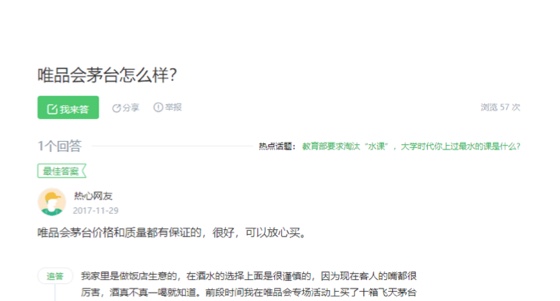 唯品会茅台怎么样？
我来答 分享 举报 浏览 57 次
1个回答 热点话题： 教育部要求淘汰“水课”，大学时代你上过最水的课是什么？
最佳答案
热心网友
2017-11-29
唯品会茅台价格和质量都有保证的，很好，可以放心买。
追答 我家里是做饭店生意的，在酒水的选择上面是很谨慎的，因为现在客人的嘴都很
厉害，酒真不真一喝就知道。前段时间我在唯品会专场活动上买了十箱飞天茅台